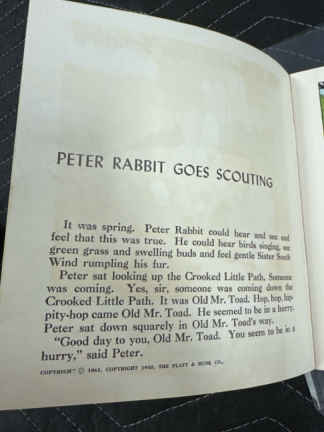 PETER RABBIT GOES SCOUTING
It was spring. Peter Rabbit could hear and see and
feel that this was true. He could hear birds singing, see
green grass and swelling buds and feel gentle Sister South
Wind rumpling his fur.
Peter sat looking up the Crooked Little Path. Someone
was coming. Yes, sir, someone was coming down the
Crooked Little Path. It was Old Mr. Toad. Hop, hop, hip-
pity-hop came Old Mr. Toad. He seemed to be in a hurry.
Peter sat down squarely in Old Mr. Toad's way.
"Good day to you, Old Mr. Toad. You seem to be in a
hurry," said Peter.
COPYRIGHT © 1961, COPYRIGHT THE PLATT & MUNK CO.,